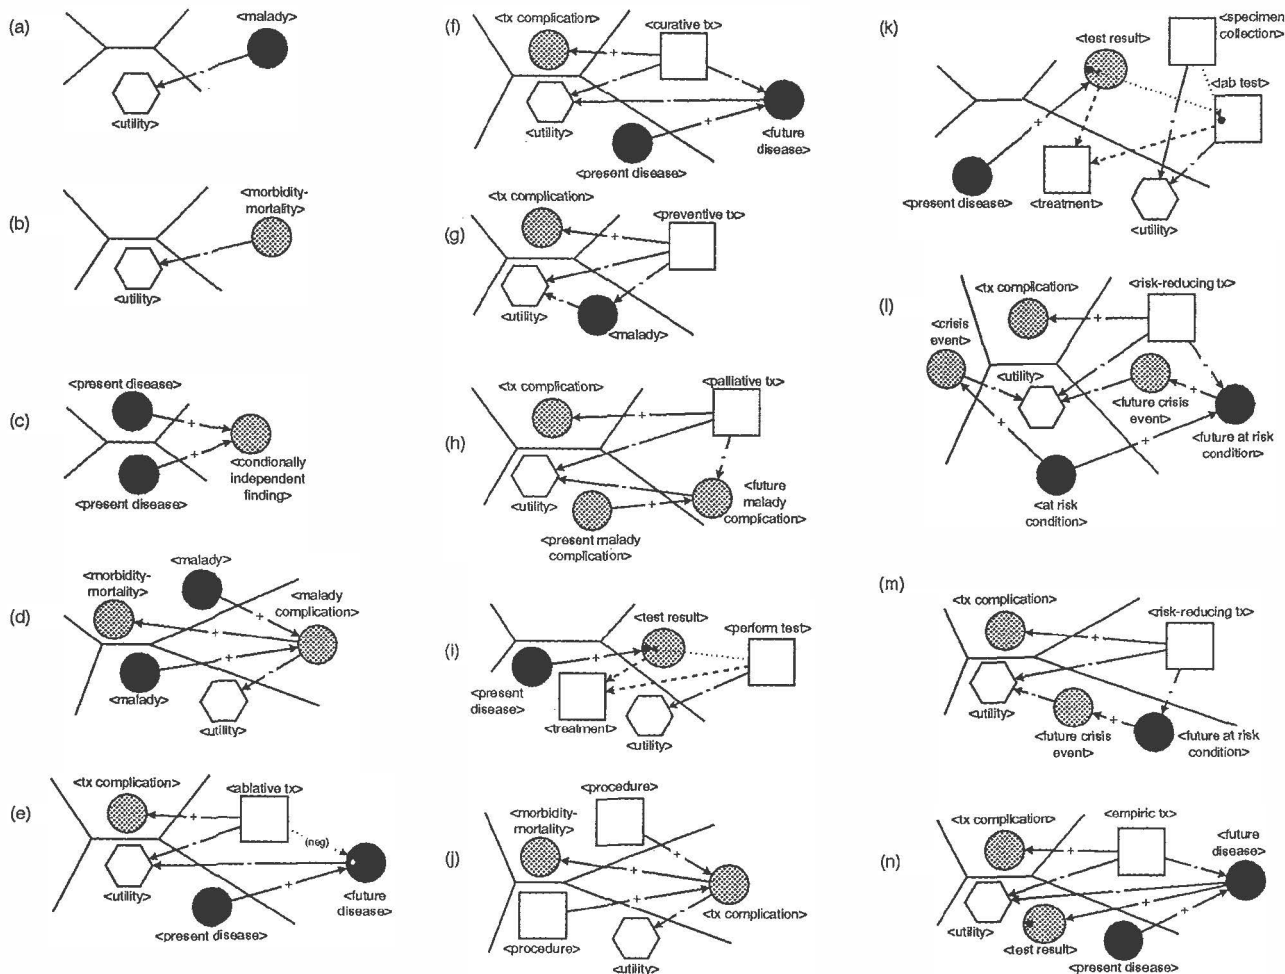 (a)
<malady>
<utility>
(b)
<morbidity-
mortality>
<utility>
(c)
<present disease>
+
+
<condionally
independent
finding>
<present disease>
(d)
<malady>
<morbidity-
mortality>
<malady
complication>
+
+
+
<malady>
<utility>
(e)
<tx complication>
<ablative tx>
+
(neg)
<utility>
+
<future
disease>
<present disease>
(f)
<tx complication>
<curative tx>
+
<utility>
+
<future
disease>
<present disease>
(g)
<tx complication>
<preventive tx>
+
<utility>
<malady>
(h)
<tx complication>
<palliative tx>
+
<utility>
+
<future
malady
complication>
<present malady
complication>
(i)
<test result>
<perform test>
+
<present
disease>
<treatment>
<utility>
(j)
<procedure>
<morbidity-
mortality>
+
+
+
<tx complication>
<procedure>
<utility>
(k)
<specimen
collection>
<test result>
<lab test>
+
<present disease>
<treatment>
<utility>
(l)
<tx complication>
<risk-reducing tx>
+
<crisis
event>
<utility>
+
<future crisis
event>
+
+
<future at risk
condition>
<at risk
condition>
(m)
<tx complication>
<risk-reducing tx>
+
<utility>
+
<future crisis
event>
<future at risk
condition>
(n)
<tx complication>
<empiric tx>
<future
disease>
+
<utility>
+
+
<test result>
<present disease>